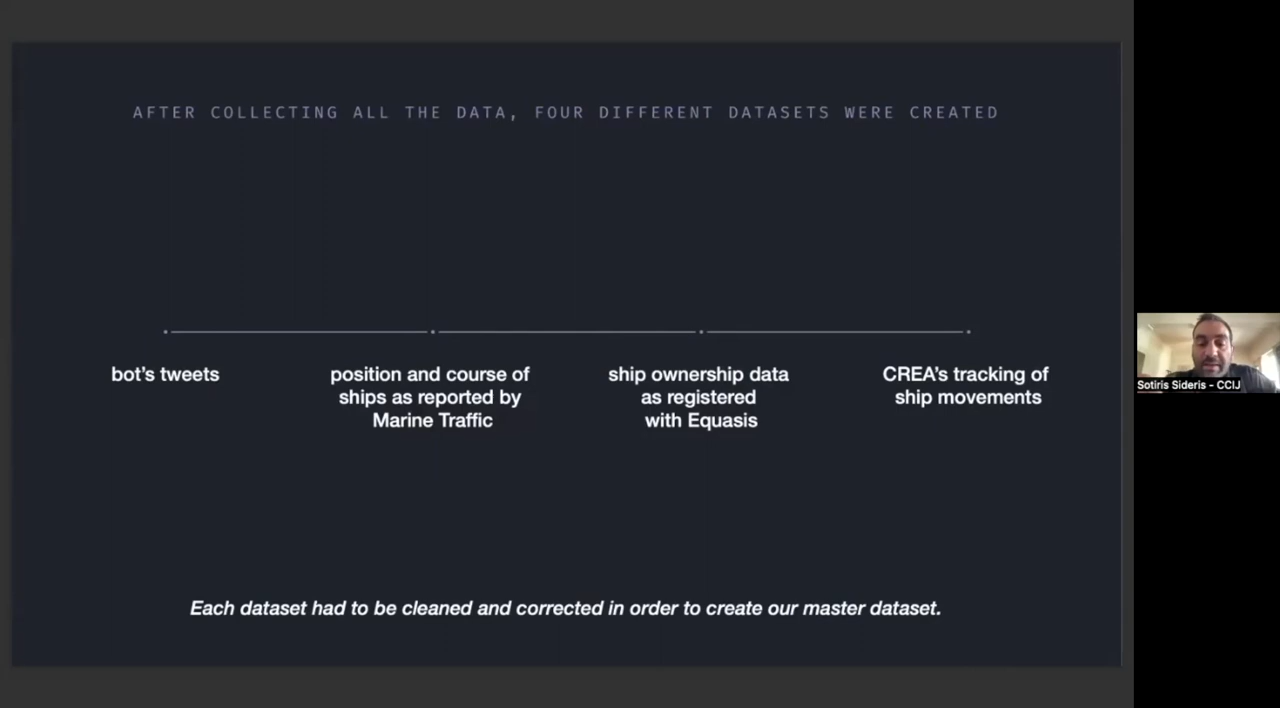 AFTER COLLECTING ALL THE DATA, FOUR DIFFERENT DATASETS WERE CREATED
bot’s tweets
position and course of
ships as reported by
Marine Traffic
ship ownership data
as registered
with Equasis
CREA’s tracking of
ship movements
Each dataset had to be cleaned and corrected in order to create our master dataset.
Sotiris Sideris - CCIJ